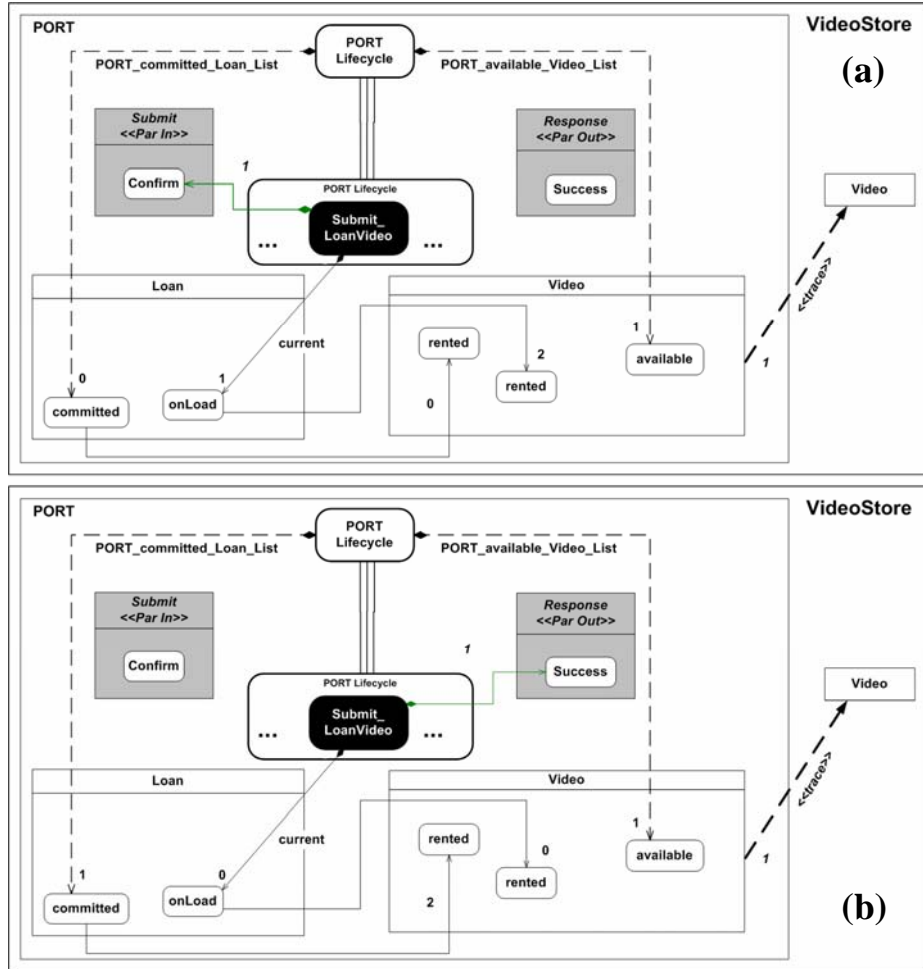 PORT
VideoStore
(a)
PORT
Lifecycle
PORT_committed_Loan_List
PORT_available_Video_List
Submit
<<Par In>>
Confirm
1
Response
<<Par Out>>
Success
PORT Lifecycle
Submit_
LoanVideo
...
...
Video
<<trace>>
1
Loan
current
0
1
committed
onLoad
Video
rented
0
2
rented
1
available
PORT
VideoStore
PORT
Lifecycle
PORT_committed_Loan_List
PORT_available_Video_List
Submit
<<Par In>>
Confirm
1
Response
<<Par Out>>
Success
PORT Lifecycle
Submit_
LoanVideo
...
...
Video
<<trace>>
1
Loan
current
1
0
committed
onLoad
Video
rented
2
0
rented
1
available
(b)